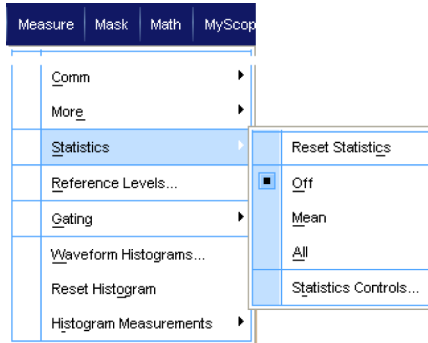 Measure Mask Math MyScop
Comm
More
Statistics
Reference Levels...
Gating
Waveform Histograms...
Reset Histogram
Histogram Measurements
Reset Statistics
Off
Mean
All
Statistics Controls...